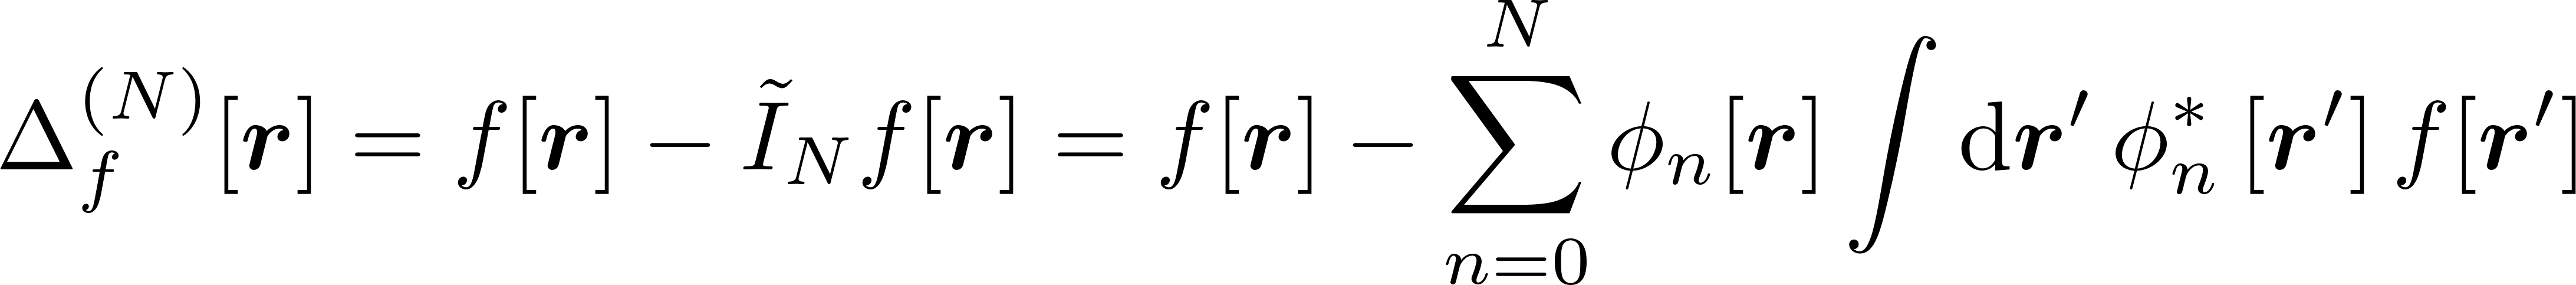 $\Delta_f^{(N)}[\boldsymbol{r}] = f[\boldsymbol{r}] - \tilde{I}_N f[\boldsymbol{r}] = f[\boldsymbol{r}] - \sum_{n=0}^{N} \phi_n[\boldsymbol{r}] \int \mathrm{d}\boldsymbol{r}' \, \phi_n^*[\boldsymbol{r}'] f[\boldsymbol{r}']$